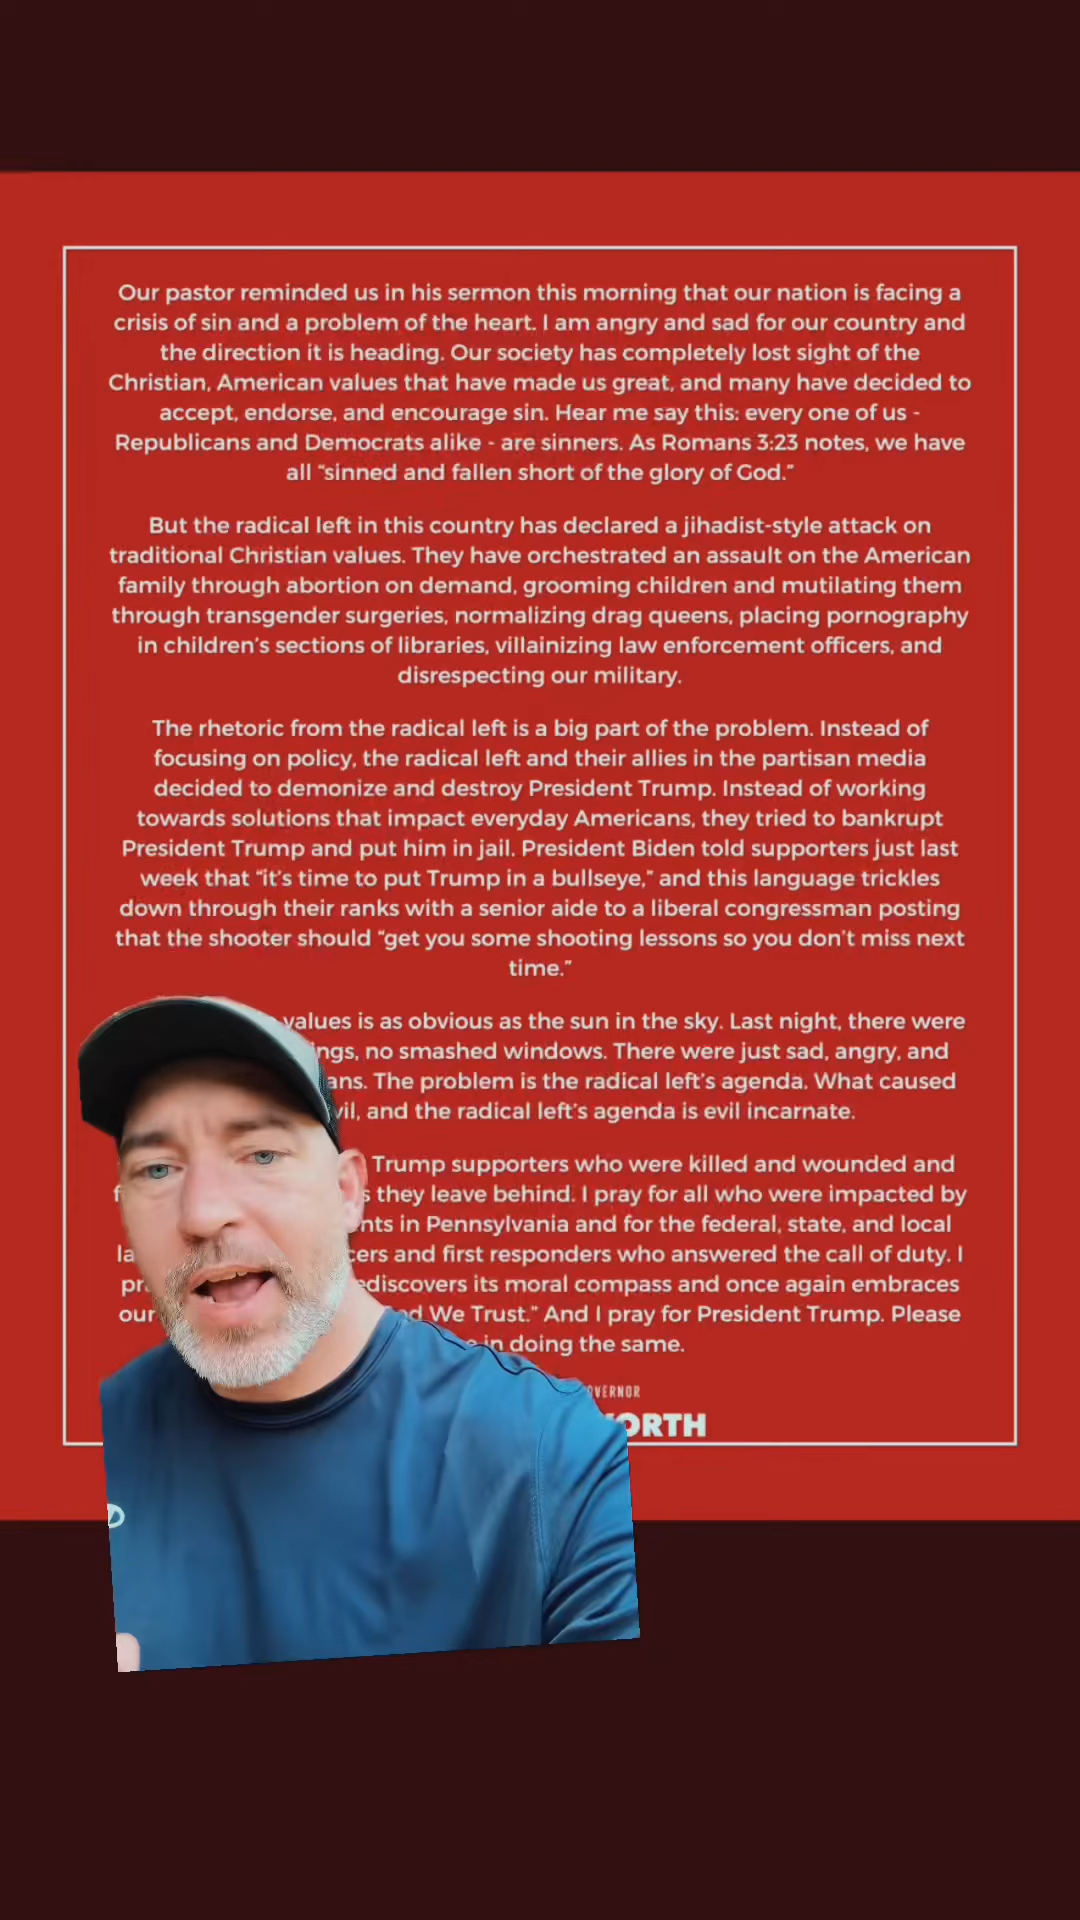 Our pastor reminded us in his sermon this morning that our nation is facing a
crisis of sin and a problem of the heart. I am angry and sad for our country and
the direction it is heading. Our society has completely lost sight of the
Christian, American values that have made us great, and many have decided to
accept, endorse, and encourage sin. Hear me say this: every one of us -
Republicans and Democrats alike - are sinners. As Romans 3:23 notes, we have
all “sinned and fallen short of the glory of God.”
But the radical left in this country has declared a jihadist-style attack on
traditional Christian values. They have orchestrated an assault on the American
family through abortion on demand, grooming children and mutilating them
through transgender surgeries, normalizing drag queens, placing pornography
in children’s sections of libraries, villainizing law enforcement officers, and
disrespecting our military.
The rhetoric from the radical left is a big part of the problem. Instead of
focusing on policy, the radical left and their allies in the partisan media
decided to demonize and destroy President Trump. Instead of working
towards solutions that impact everyday Americans, they tried to bankrupt
President Trump and put him in jail. President Biden told supporters just last
week that “it’s time to put Trump in a bullseye,” and this language trickles
down through their ranks with a senior aide to a liberal congressman posting
that the shooter should “get you some shooting lessons so you don’t miss next
time.”
values is as obvious as the sun in the sky. Last night, there were
no smashed windows. There were just sad, angry, and
The problem is the radical left’s agenda. What caused
and the radical left’s agenda is evil incarnate.
Trump supporters who were killed and wounded and
they leave behind. I pray for all who were impacted by
in Pennsylvania and for the federal, state, and local
and first responders who answered the call of duty. I
its moral compass and once again embraces
our We Trust.” And I pray for President Trump. Please
in doing the same.